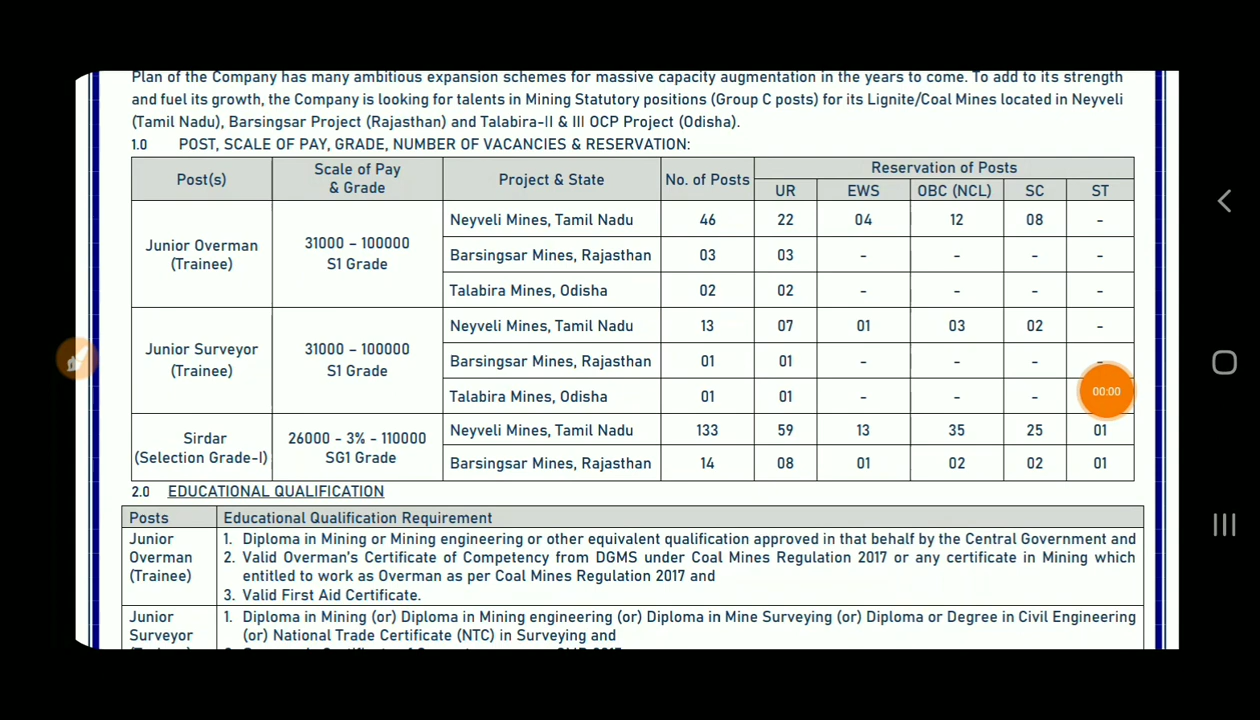 Plan of the Company has many ambitious expansion schemes for massive capacity augmentation in the years to come. To add to its strength
and fuel its growth, the Company is looking for talents in Mining Statutory positions (Group C posts) for its Lignite/Coal Mines located in Neyveli
(Tamil Nadu), Barsingsar Project (Rajasthan) and Talabira-II & III OCP Project (Odisha).
1.0 POST, SCALE OF PAY, GRADE, NUMBER OF VACANCIES & RESERVATION:
Post(s) Scale of Pay & Grade Project & State No. of Posts Reservation of Posts
UR EWS OBC (NCL) SC ST
Junior Overman (Trainee) 31000 – 100000 S1 Grade Neyveli Mines, Tamil Nadu 46 22 04 12 08 -
Barsingsar Mines, Rajasthan 03 03 - - - -
Talabira Mines, Odisha 02 02 - - - -
Junior Surveyor (Trainee) 31000 – 100000 S1 Grade Neyveli Mines, Tamil Nadu 13 07 01 03 02 -
Barsingsar Mines, Rajasthan 01 01 - - - -
Talabira Mines, Odisha 01 01 - - -
00:00
Sirdar (Selection Grade-I) 26000 - 3% - 110000 SG1 Grade Neyveli Mines, Tamil Nadu 133 59 13 35 25 01
Barsingsar Mines, Rajasthan 14 08 01 02 02 01
2.0 EDUCATIONAL QUALIFICATION
Posts Educational Qualification Requirement
Junior Overman (Trainee) 1. Diploma in Mining or Mining engineering or other equivalent qualification approved in that behalf by the Central Government and
2. Valid Overman's Certificate of Competency from DGMS under Coal Mines Regulation 2017 or any certificate in Mining which
entitled to work as Overman as per Coal Mines Regulation 2017 and
3. Valid First Aid Certificate.
Junior Surveyor 1. Diploma in Mining (or) Diploma in Mining engineering (or) Diploma in Mine Surveying (or) Diploma or Degree in Civil Engineering
(or) National Trade Certificate (NTC) in Surveying and